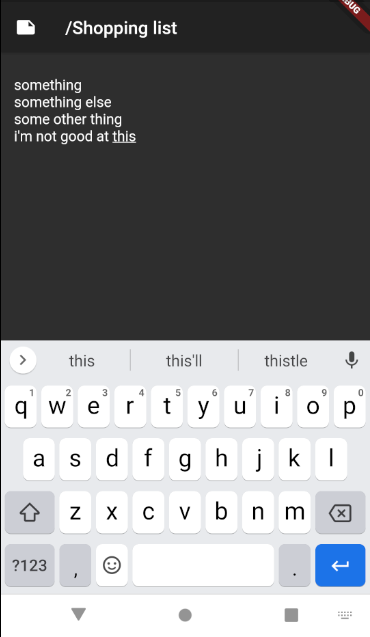 /Shopping list
something
something else
some other thing
i'm not good at this
this this'll thistle
1 2 3 4 5 6 7 8 9 0
q w e r t y u i o p
a s d f g h j k l
z x c v b n m
?123 , .